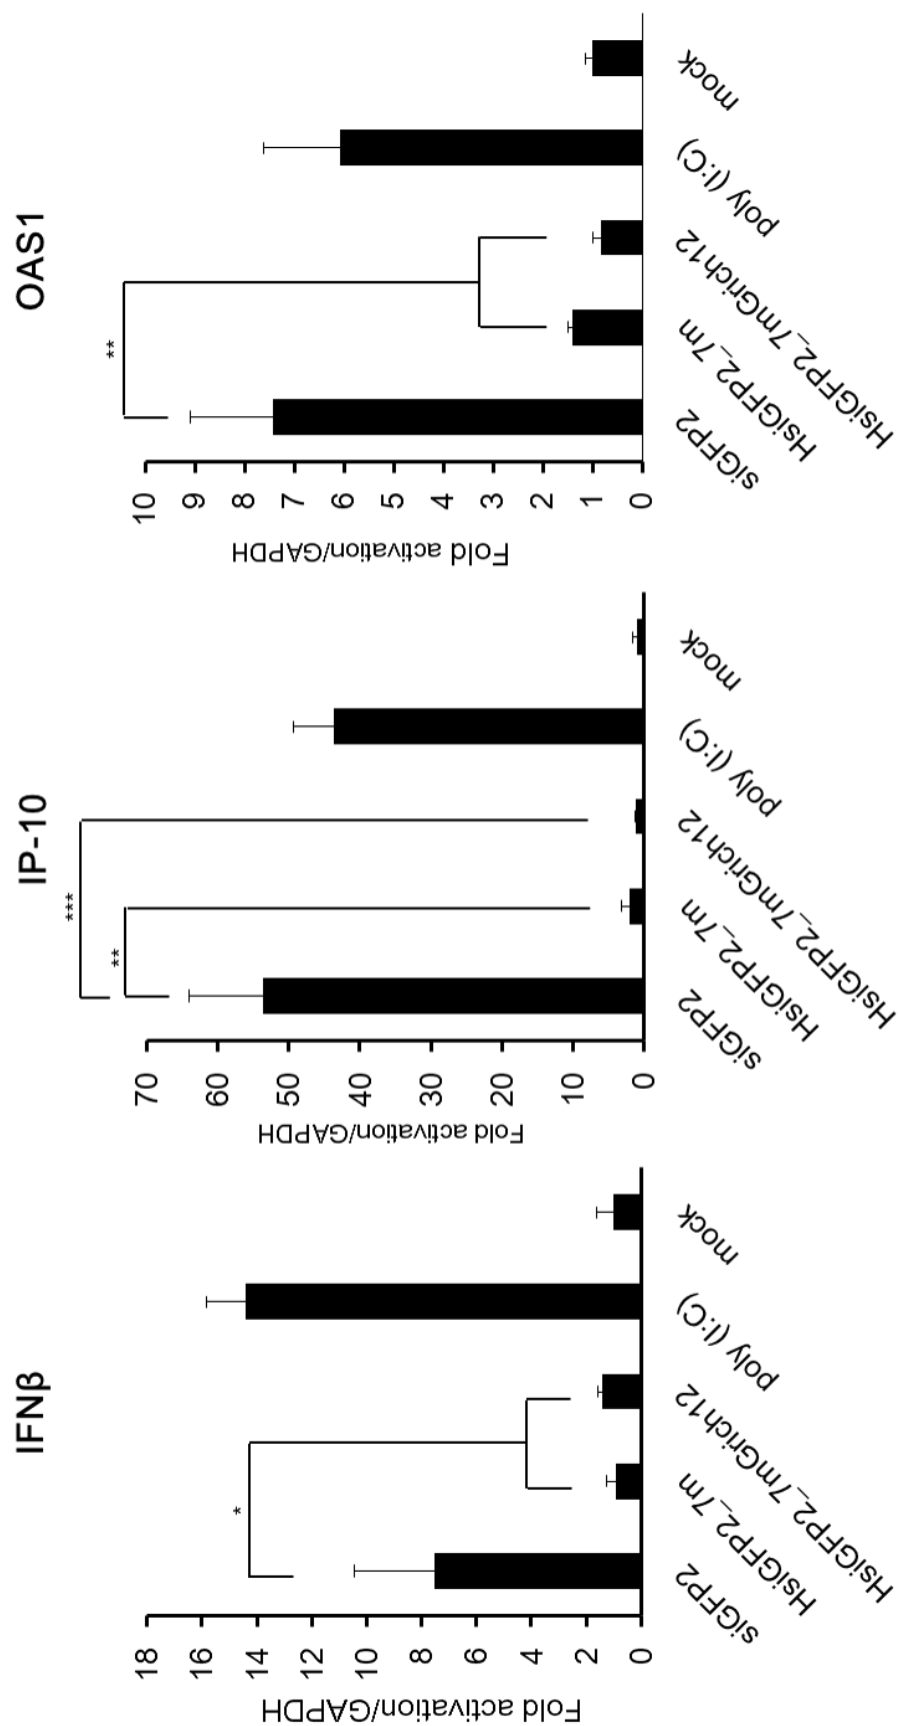 IFNβ
Fold activation/GAPDH
18
16
14
12
10
8
6
4
2
0
*
siGFP2
HsiGFP2_7m
HsiGFP2_7mGrich12
poly (I:C)
mock
IP-10
Fold activation/GAPDH
70
60
50
40
30
20
10
0
***
**
siGFP2
HsiGFP2_7m
HsiGFP2_7mGrich12
poly (I:C)
mock
OAS1
Fold activation/GAPDH
10
9
8
7
6
5
4
3
2
1
0
**
siGFP2
HsiGFP2_7m
HsiGFP2_7mGrich12
poly (I:C)
mock